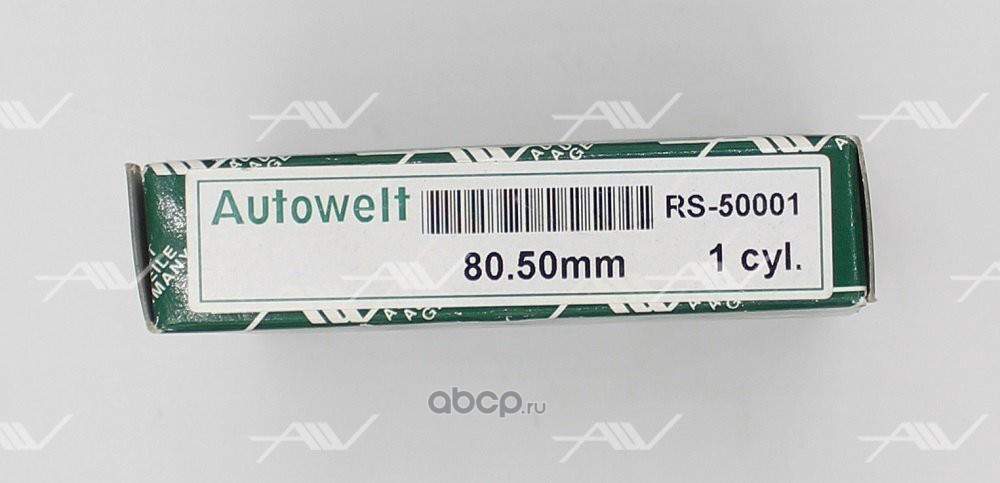 Autowelt RS-50001
80.50mm 1 cyl.
abcp.ru